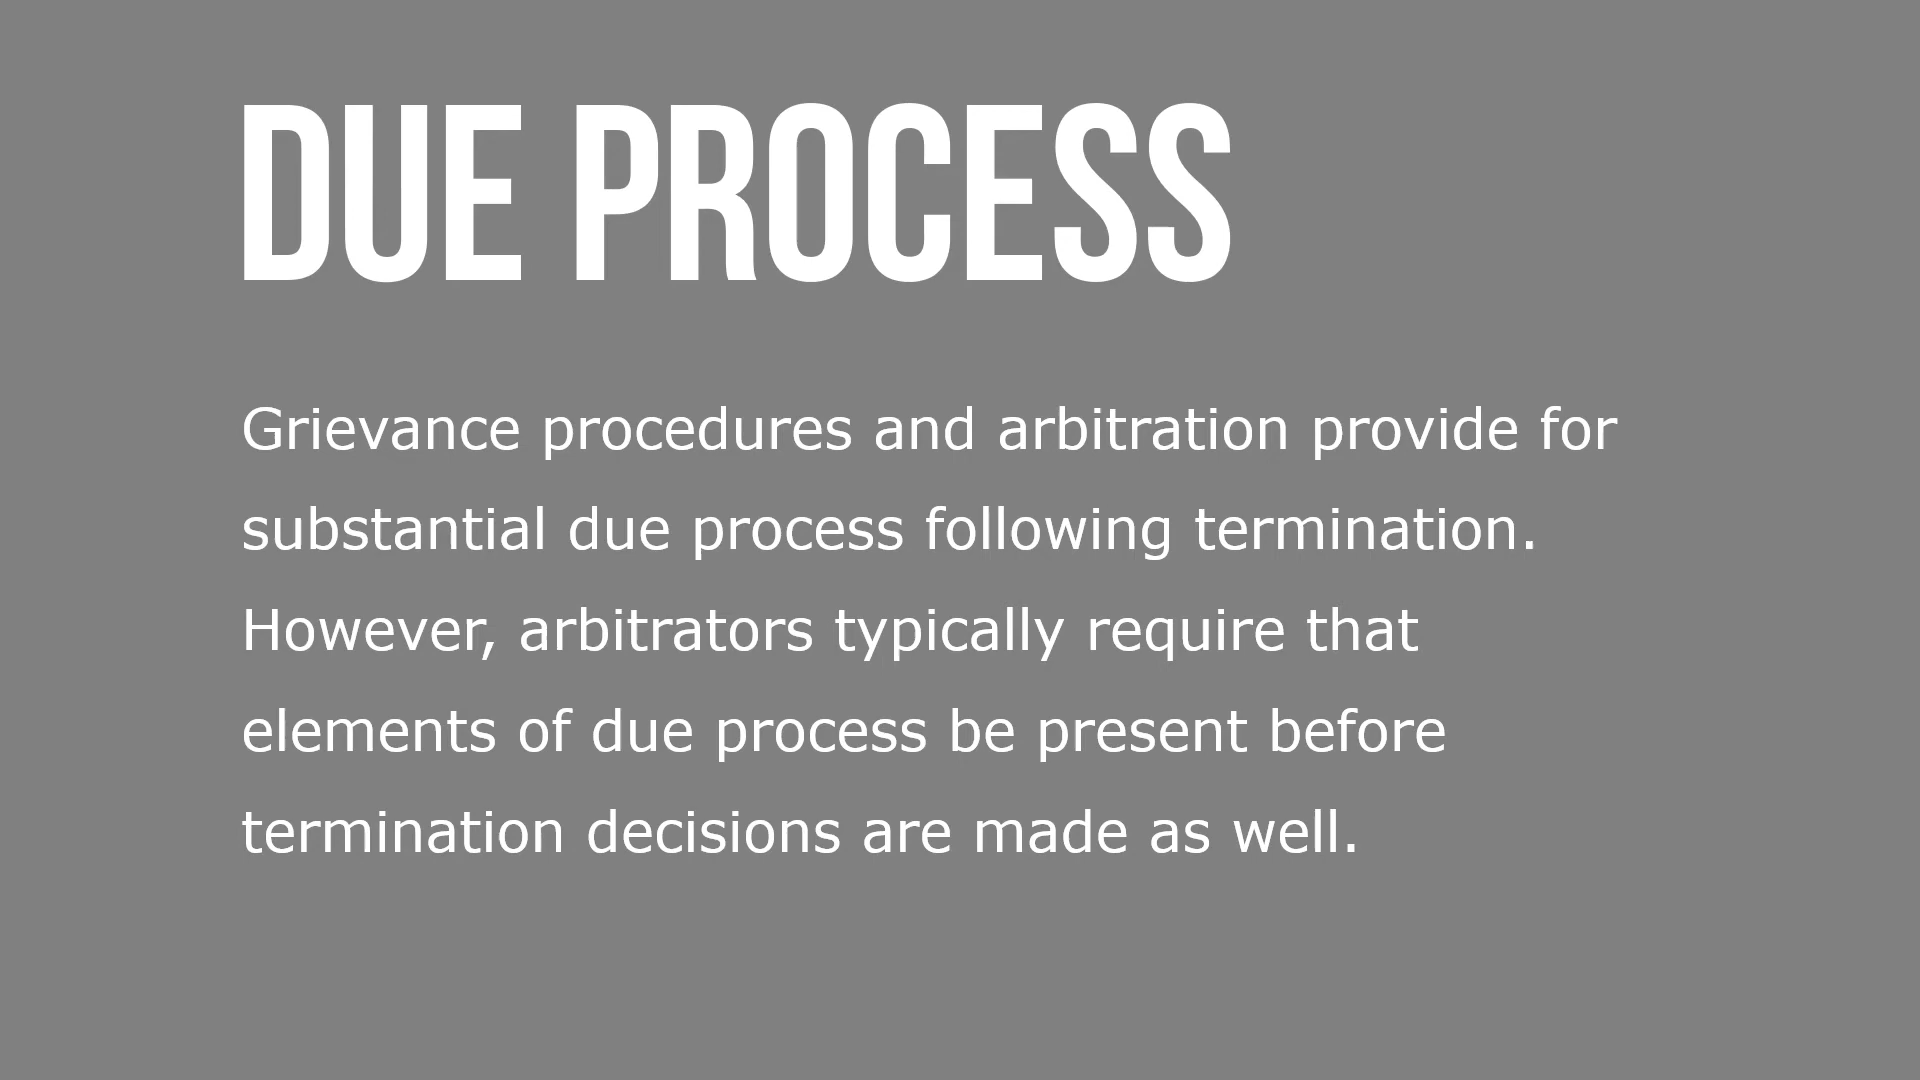 DUE PROCESS
Grievance procedures and arbitration provide for
substantial due process following termination.
However, arbitrators typically require that
elements of due process be present before
termination decisions are made as well.